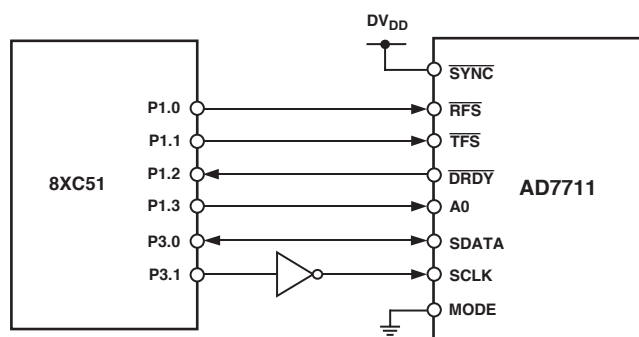 DVDD
SYNC
P1.0
RFS
P1.1
TFS
P1.2
DRDY
8XC51
AD7711
P1.3
A0
P3.0
SDATA
P3.1
SCLK
MODE